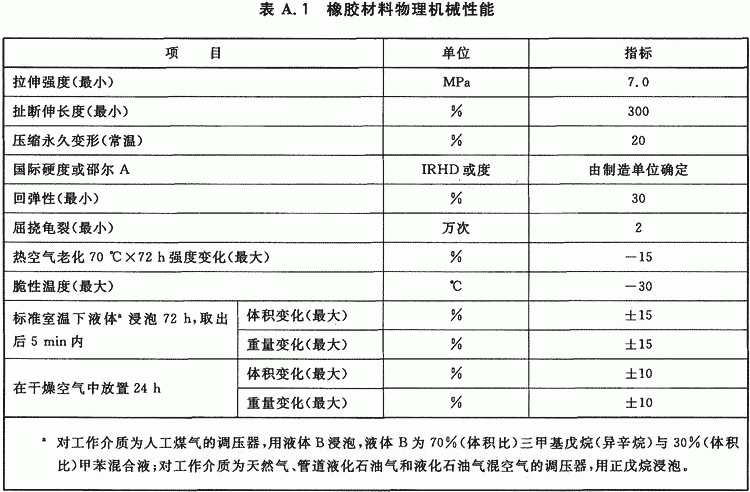 表 A.1 橡胶材料物理机械性能
项 目 单位 指标
拉伸强度(最小) MPa 7.0
扯断伸长度(最小) % 300
压缩永久变形(常温) % 20
国际硬度或邵尔 A IRHD 或度 由制造单位确定
回弹性(最小) % 30
屈挠龟裂(最小) 万次 2
热空气老化 70 ℃×72 h 强度变化(最大) % −15
脆性温度(最大) ℃ −30
标准室温下液体ᵃ 浸泡 72 h,取出
后 5 min 内
体积变化(最大) % ±15
重量变化(最大) % ±15
在干燥空气中放置 24 h
体积变化(最大) % ±10
重量变化(最大) % ±10
ᵃ 对工作介质为人工煤气的调压器,用液体 B 浸泡,液体 B 为 70%(体积比)三甲基戊烷(异辛烷)与 30%(体积
比)甲苯混合液;对工作介质为天然气、管道液化石油气和液化石油气混空气的调压器,用正戊烷浸泡。